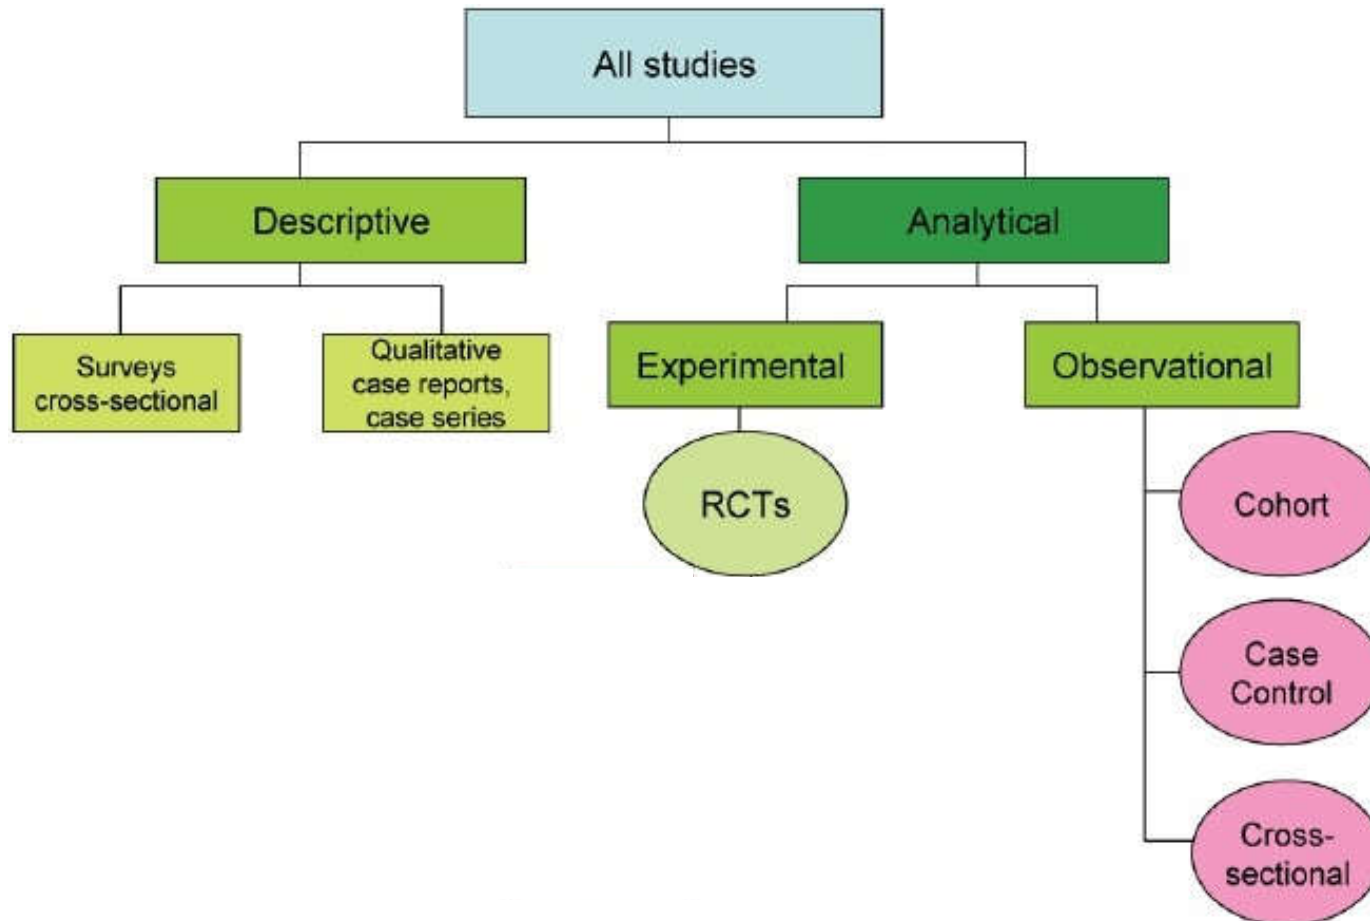 All studies
Descriptive
Analytical
Surveys
cross-sectional
Qualitative
case reports,
case series
Experimental
Observational
RCTs
Cohort
Case
Control
Cross-
sectional